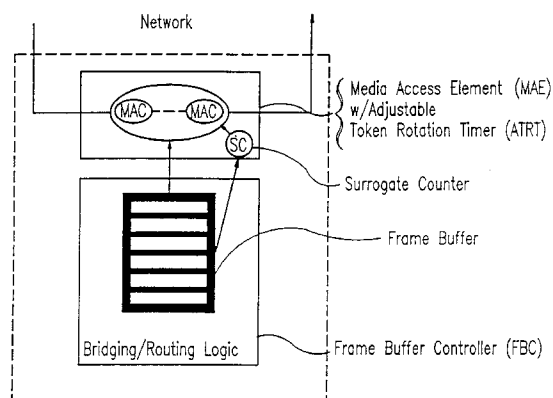 Network
MAC
MAC
SC
Media Access Element (MAE)
w/Adjustable
Token Rotation Timer (ATRT)
Surrogate Counter
Frame Buffer
Bridging/Routing Logic
Frame Buffer Controller (FBC)